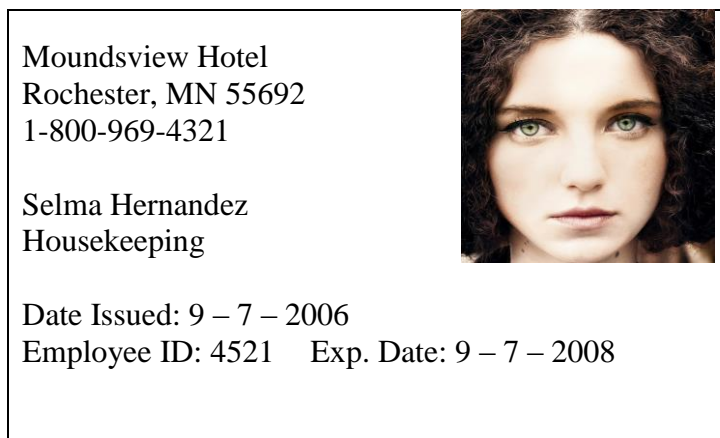 Moundsview Hotel
Rochester, MN 55692
1-800-969-4321
Selma Hernandez
Housekeeping
Date Issued: 9 – 7 – 2006
Employee ID: 4521 Exp. Date: 9 – 7 – 2008